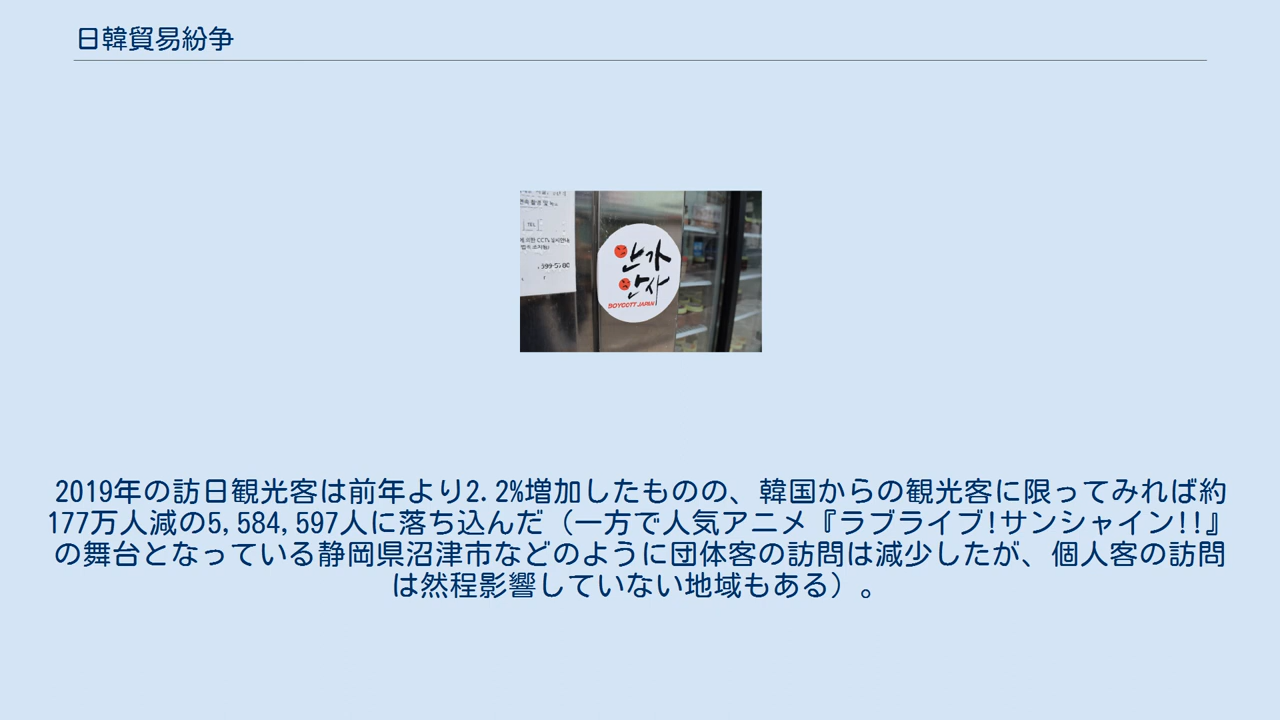 日韓貿易紛争
TEL
599-5780
안가
안사
BOYCOTT JAPAN
2019年の訪日観光客は前年より2.2%増加したものの、韓国からの観光客に限ってみれば約
177万人減の5,584,597人に落ち込んだ（一方で人気アニメ『ラブライブ!サンシャイン!!』
の舞台となっている静岡県沼津市などのように団体客の訪問は減少したが、個人客の訪問
は然程影響していない地域もある）。